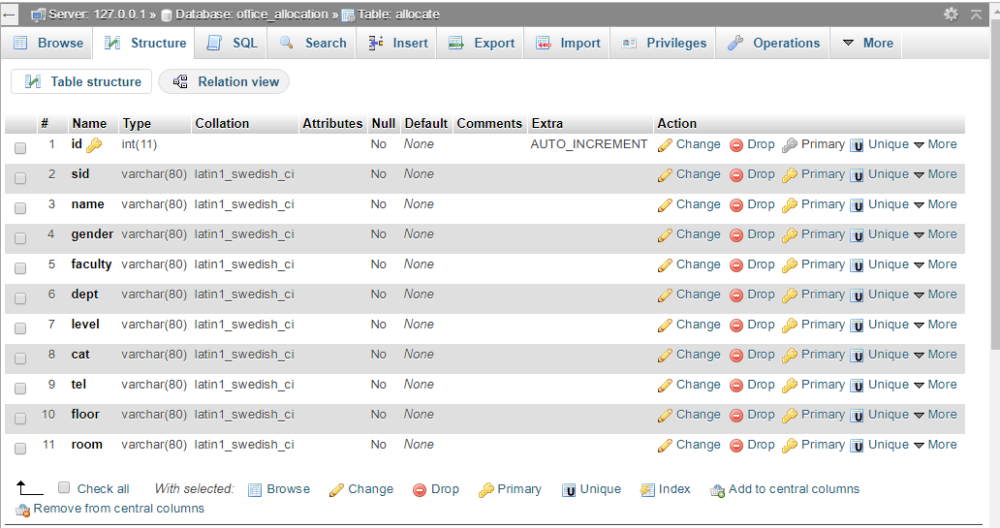 Server: 127.0.0.1 » Database: office_allocation » Table: allocate
Browse Structure SQL Search Insert Export Import Privileges Operations More
Table structure Relation view
# Name Type Collation Attributes Null Default Comments Extra Action
1 id int(11) No None AUTO_INCREMENT Change Drop Primary Unique More
2 sid varchar(80) latin1_swedish_ci No None Change Drop Primary Unique More
3 name varchar(80) latin1_swedish_ci No None Change Drop Primary Unique More
4 gender varchar(80) latin1_swedish_ci No None Change Drop Primary Unique More
5 faculty varchar(80) latin1_swedish_ci No None Change Drop Primary Unique More
6 dept varchar(80) latin1_swedish_ci No None Change Drop Primary Unique More
7 level varchar(80) latin1_swedish_ci No None Change Drop Primary Unique More
8 cat varchar(80) latin1_swedish_ci No None Change Drop Primary Unique More
9 tel varchar(80) latin1_swedish_ci No None Change Drop Primary Unique More
10 floor varchar(80) latin1_swedish_ci No None Change Drop Primary Unique More
11 room varchar(80) latin1_swedish_ci No None Change Drop Primary Unique More
Check all With selected: Browse Change Drop Primary Unique Index Add to central columns
Remove from central columns